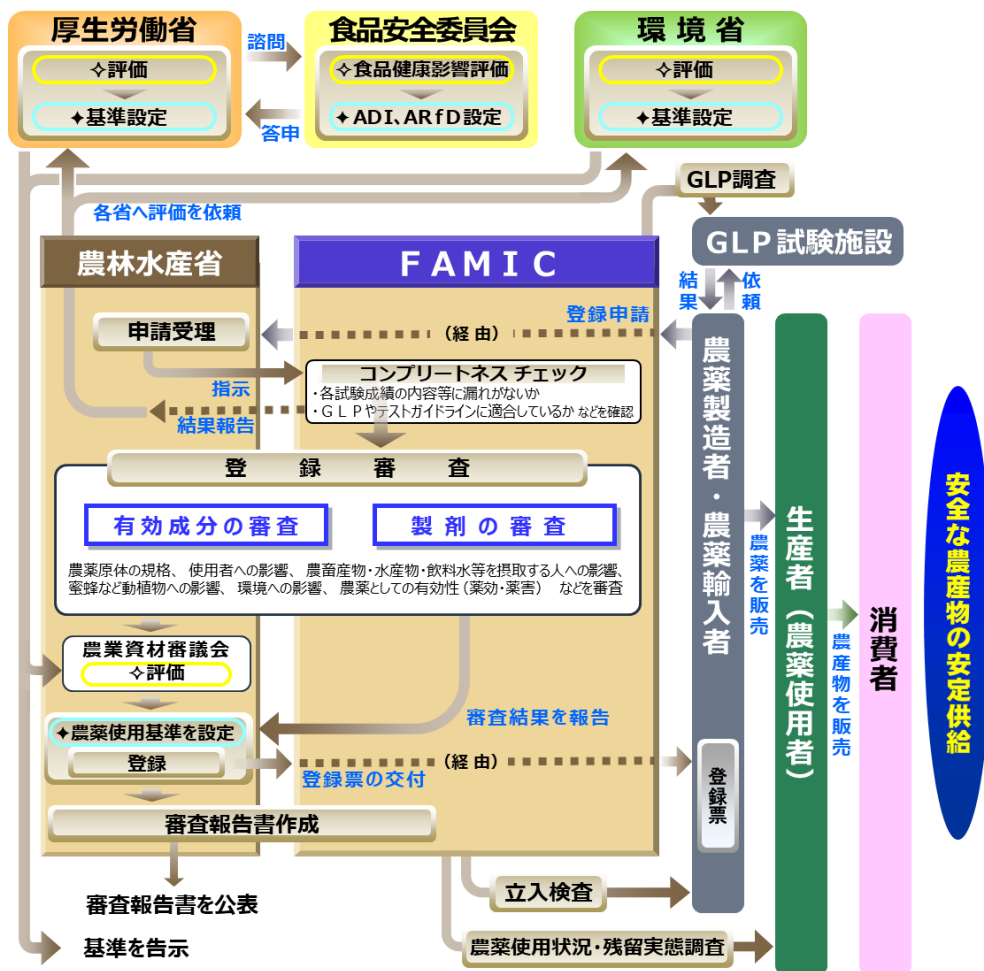 厚生労働省
✧評価
✦基準設定
諮問
答申
食品安全委員会
✧食品健康影響評価
✦ADI、ARfD設定
環境省
✧評価
✦基準設定
各省へ評価を依頼
GLP調査
GLP試験施設
結果
依頼
農林水産省
FAMIC
登録申請
申請受理
(経由)
指示
コンプリートネス チェック
・各試験成績の内容等に漏れがないか
・GLPやテストガイドラインに適合しているか などを確認
結果報告
登録審査
有効成分の審査
製剤の審査
農薬原体の規格、使用者への影響、農畜産物・水産物・飲料水等を摂取する人への影響、
蜜蜂など動植物への影響、環境への影響、農薬としての有効性(薬効・薬害) などを審査
農業資材審議会
✧評価
審査結果を報告
✦農薬使用基準を設定
登録
登録票の交付
(経由)
審査報告書作成
審査報告書を公表
基準を告示
立入検査
農薬使用状況・残留実態調査
農薬製造者・農薬輸入者
登録票
農薬を販売
生産者(農薬使用者)
農産物を販売
消費者
安全な農産物の安定供給